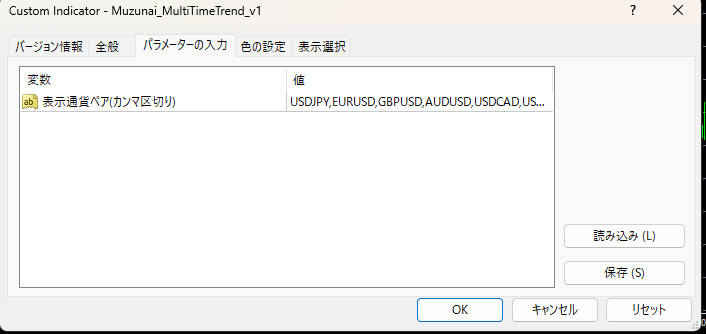 Custom Indicator - Muzunai_MultiTimeTrend_v1
? ×
バージョン情報 全般 パラメーターの入力 色の設定 表示選択
変数 値
ab 表示通貨ペア(カンマ区切り) USDJPY,EURUSD,GBPUSD,AUDUSD,USDCAD,US...
読み込み (L)
保存 (S)
OK キャンセル リセット
0